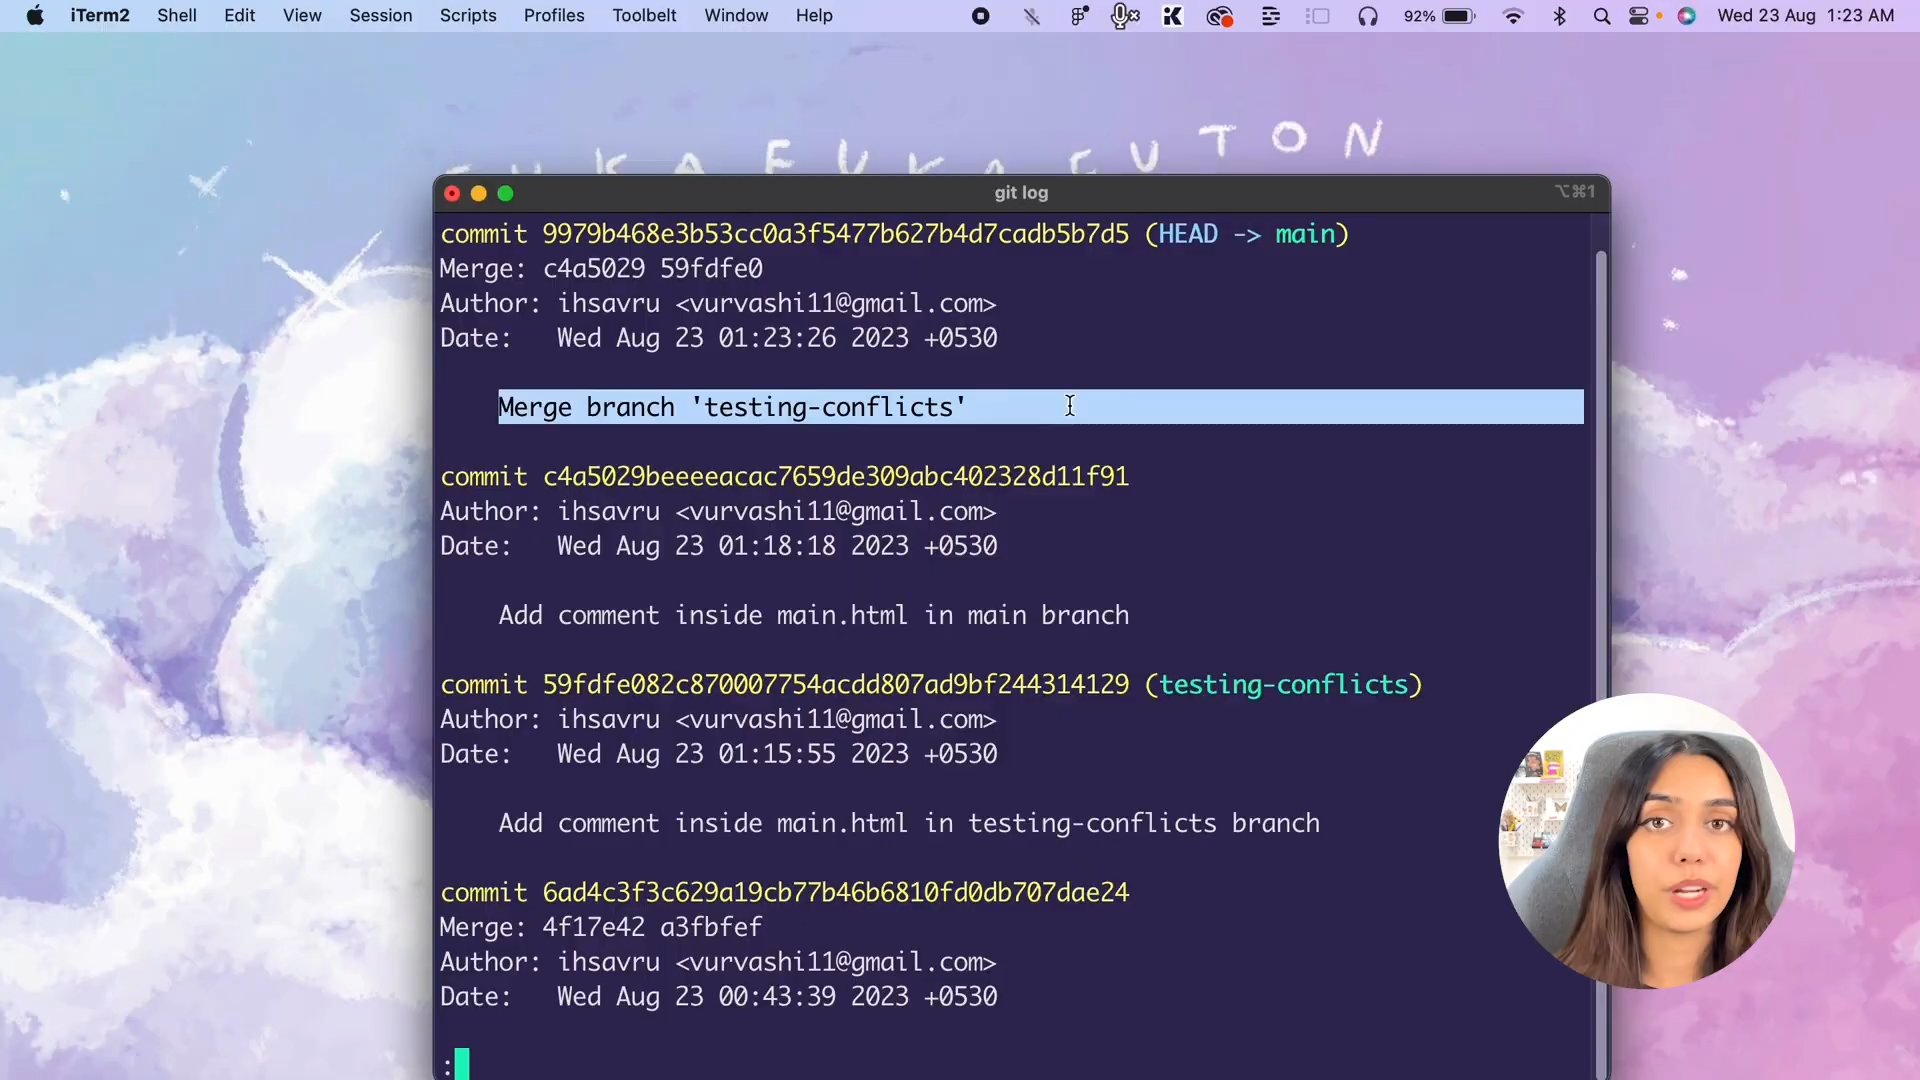 iTerm2 Shell Edit View Session Scripts Profiles Toolbelt Window Help 92% Wed 23 Aug 1:23 AM
T O N
git log ⌥⌘1
commit 9979b468e3b53cc0a3f5477b627b4d7cadb5b7d5 (HEAD -> main)
Merge: c4a5029 59fdfe0
Author: ihsavru <vurvashi11@gmail.com>
Date:   Wed Aug 23 01:23:26 2023 +0530
Merge branch 'testing-conflicts'
commit c4a5029beeeeacac7659de309abc402328d11f91
Author: ihsavru <vurvashi11@gmail.com>
Date:   Wed Aug 23 01:18:18 2023 +0530
Add comment inside main.html in main branch
commit 59fdfe082c870007754acdd807ad9bf244314129 (testing-conflicts)
Author: ihsavru <vurvashi11@gmail.com>
Date:   Wed Aug 23 01:15:55 2023 +0530
Add comment inside main.html in testing-conflicts branch
commit 6ad4c3f3c629a19cb77b46b6810fd0db707dae24
Merge: 4f17e42 a3fbfef
Author: ihsavru <vurvashi11@gmail.com>
Date:   Wed Aug 23 00:43:39 2023 +0530
: